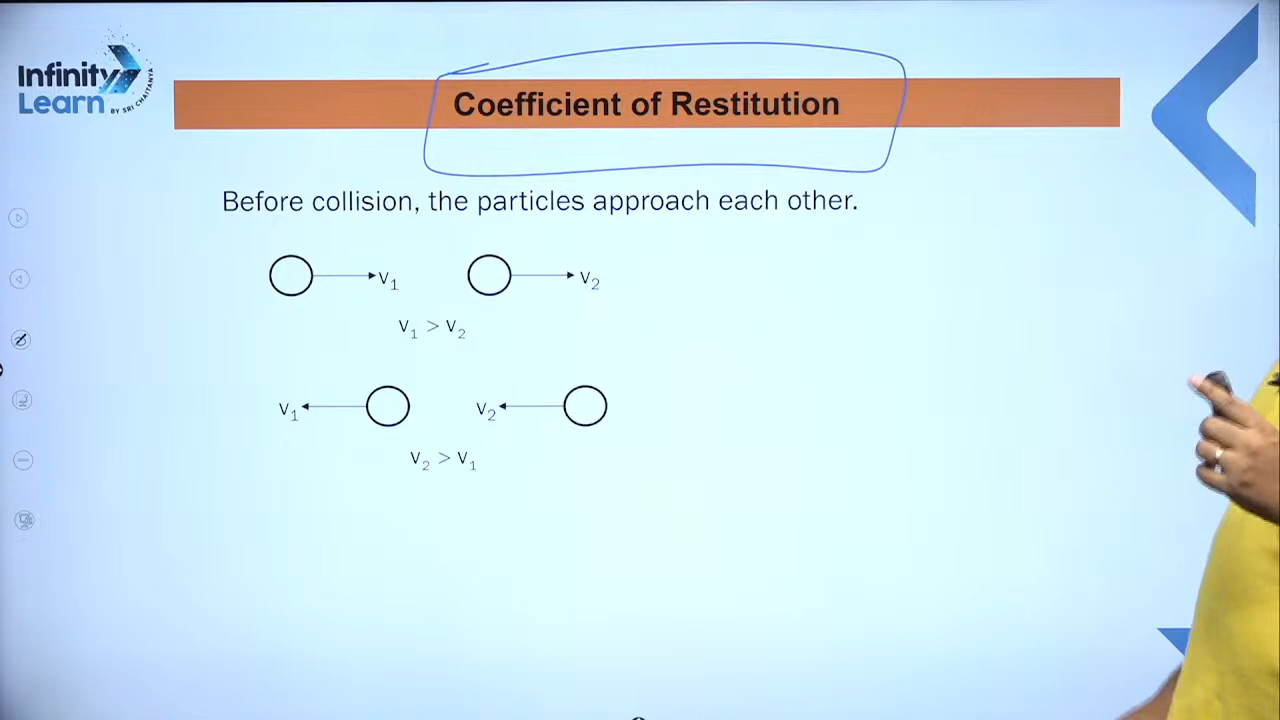 Infinity
Learn
BY SRI CHAITANYA
Coefficient of Restitution
Before collision, the particles approach each other.
v₁ v₂
v₁ > v₂
v₁ v₂
v₂ > v₁